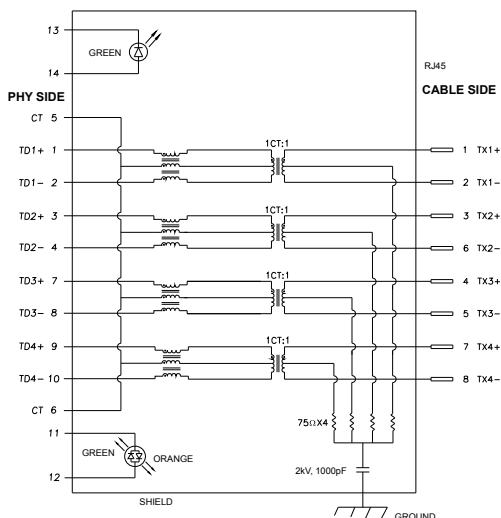 13
GREEN
14
RJ45
PHY SIDE
CABLE SIDE
CT 5
1CT:1
TD1+ 1
1 TX1+
TD1- 2
2 TX1-
1CT:1
TD2+ 3
3 TX2+
TD2- 4
6 TX2-
1CT:1
TD3+ 7
4 TX3+
TD3- 8
5 TX3-
1CT:1
TD4+ 9
7 TX4+
TD4- 10
8 TX4-
CT 6
75ΩX4
11
GREEN ORANGE
12
2kV, 1000pF
SHIELD
GROUND